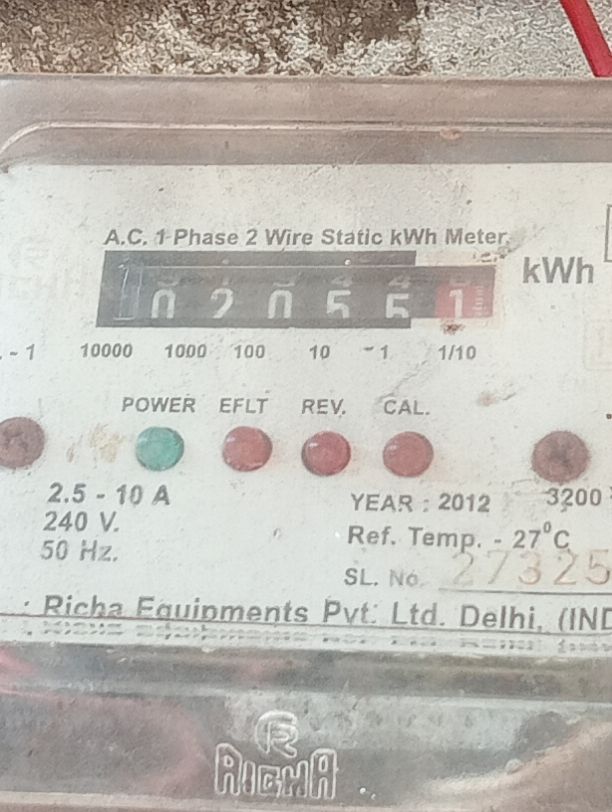 A.C. 1 Phase 2 Wire Static kWh Meter
kWh
0 2 0 5 5 1
- 1 10000 1000 100 10 - 1 1/10
POWER EFLT REV. CAL.
2.5 - 10 A
240 V.
50 Hz.
YEAR : 2012 3200
Ref. Temp. - 27⁰C
SL. No. 27325
: Richa Equipments Pvt. Ltd. Delhi, (IND
R
RICHA